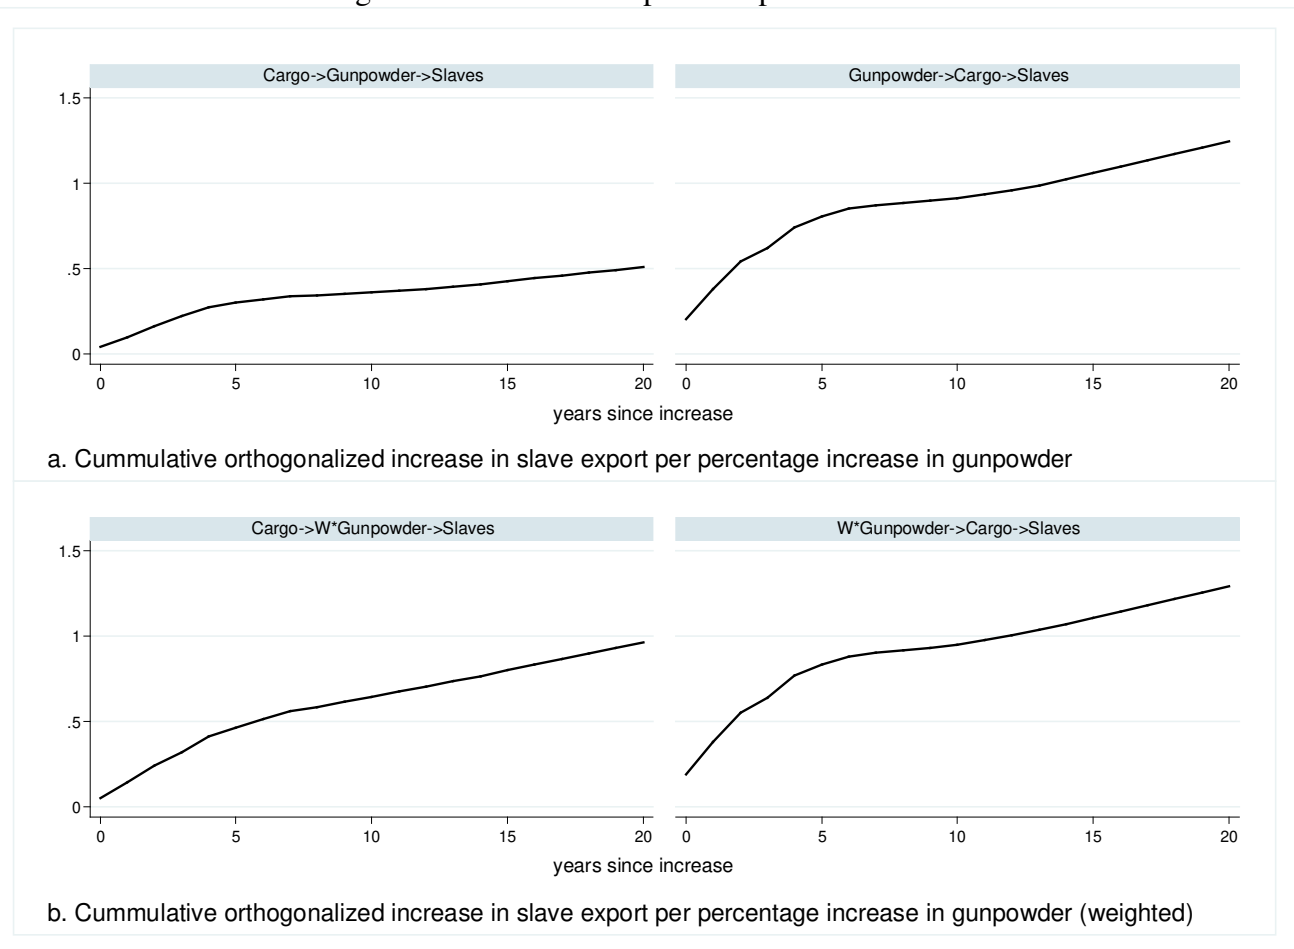 Cargo->Gunpowder->Slaves Gunpowder->Cargo->Slaves
1.5
1
.5
0
0 5 10 15 20 0 5 10 15 20
years since increase
a. Cummulative orthogonalized increase in slave export per percentage increase in gunpowder
Cargo->W*Gunpowder->Slaves W*Gunpowder->Cargo->Slaves
1.5
1
.5
0
0 5 10 15 20 0 5 10 15 20
years since increase
b. Cummulative orthogonalized increase in slave export per percentage increase in gunpowder (weighted)